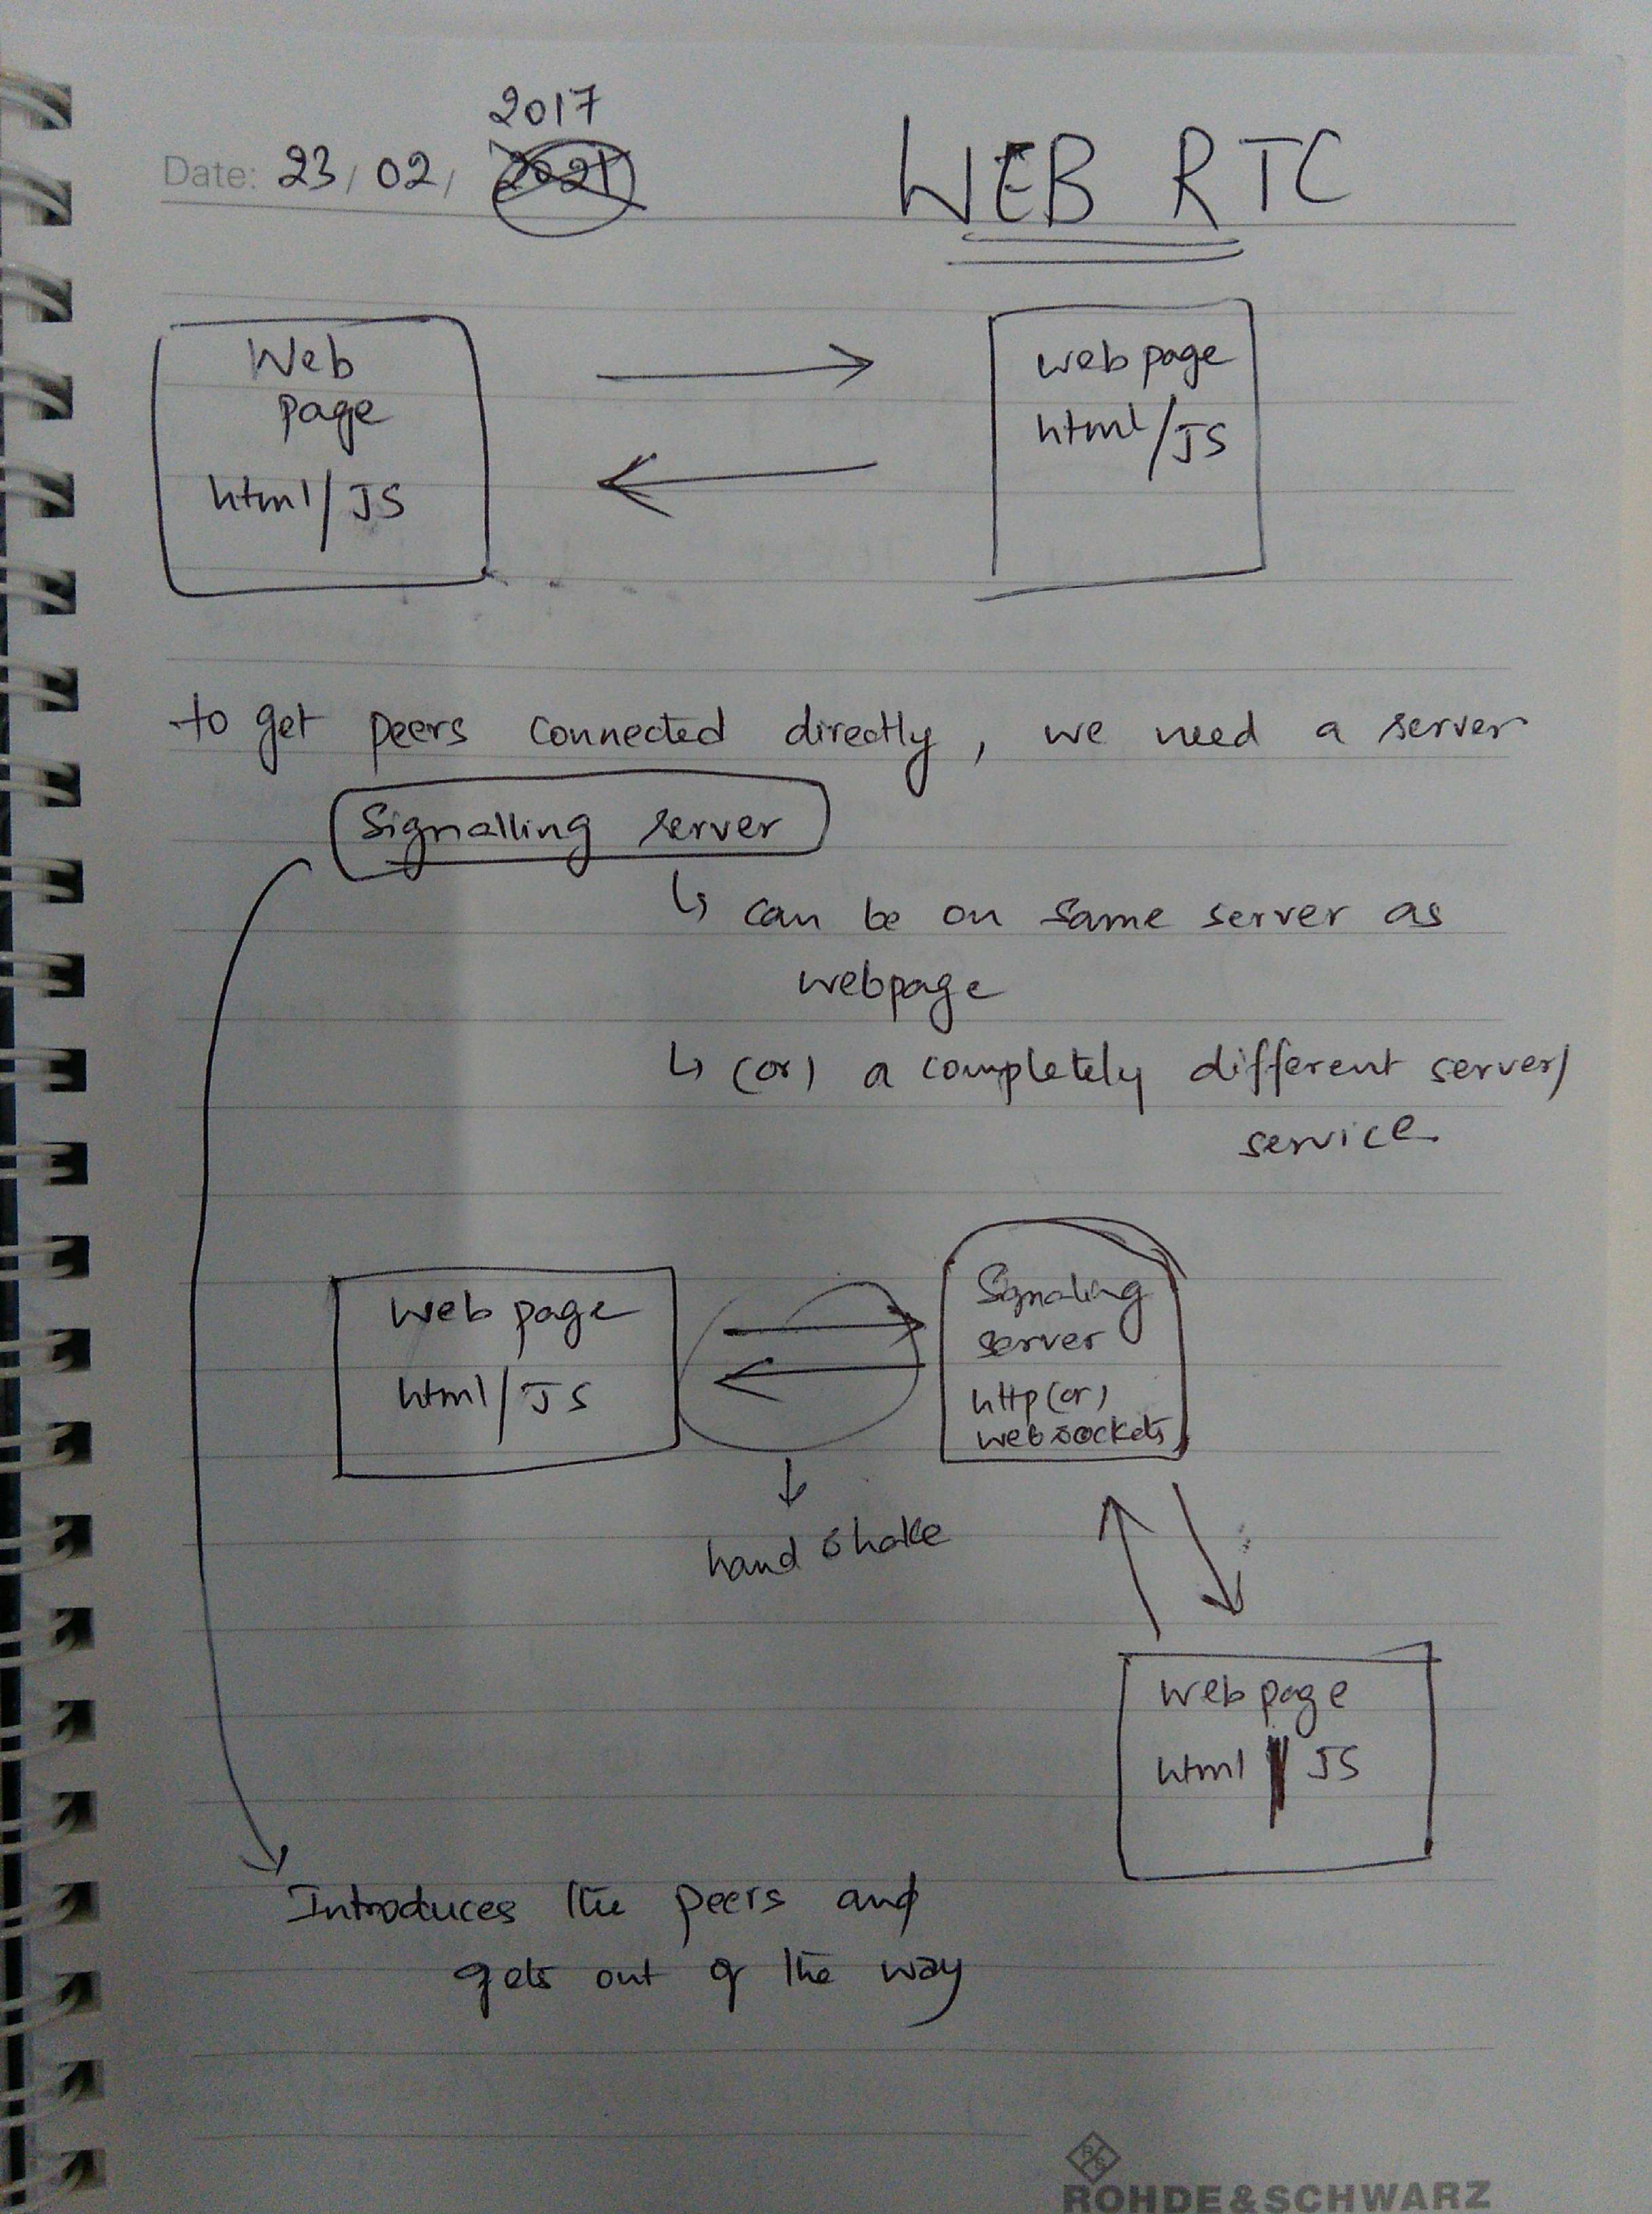 2017
Date: 23/02/ 2021
WEB RTC
Web
page
html/JS
webpage
html/JS
to get peers connected directly, we need a server
Signalling server
↳ can be on same server as
webpage
↳ (or) a completely different server/
service
Web page
html/JS
Signaling
server
http(or)
websockets
hand shake
web page
html/JS
Introduces the peers and
gets out of the way
R&S
ROHDE&SCHWARZ